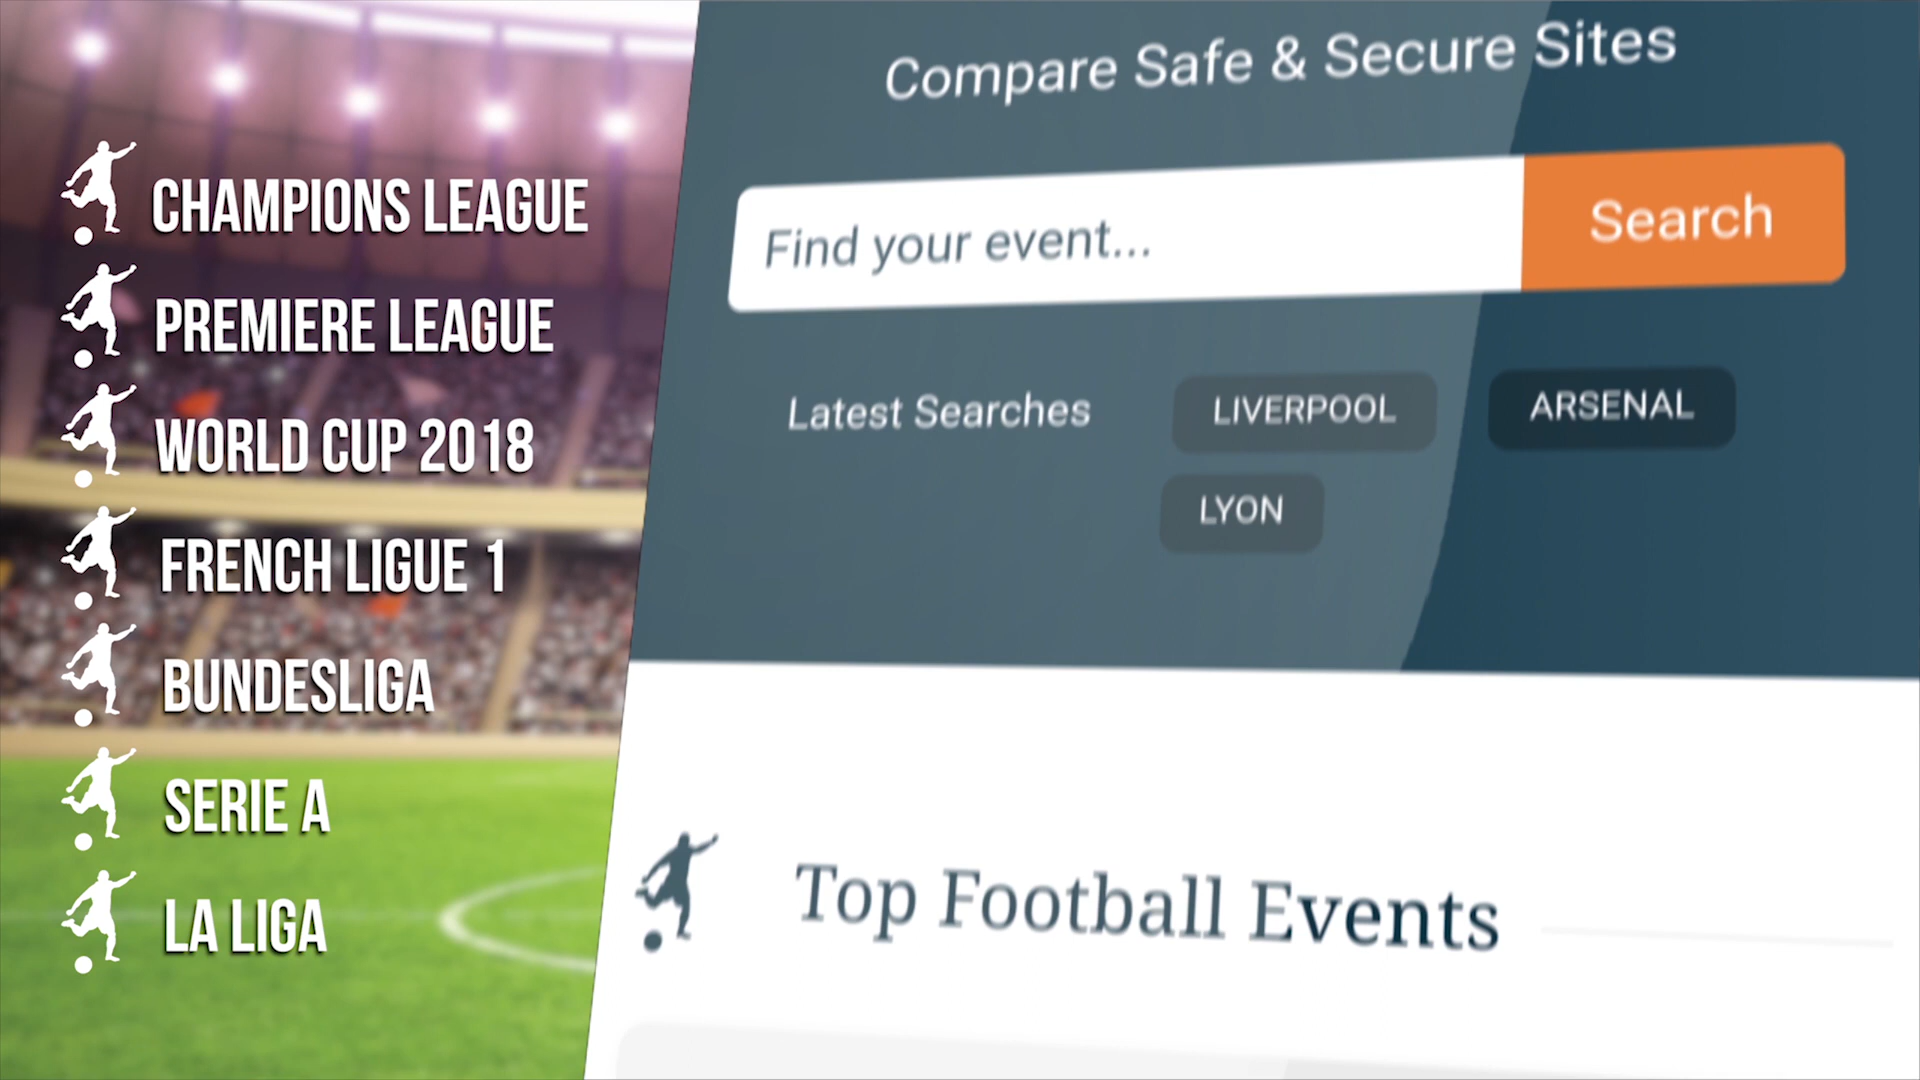 CHAMPIONS LEAGUE
PREMIERE LEAGUE
WORLD CUP 2018
FRENCH LIGUE 1
BUNDESLIGA
SERIE A
LA LIGA
Compare Safe & Secure Sites
Find your event...
Search
Latest Searches
LIVERPOOL
ARSENAL
LYON
Top Football Events